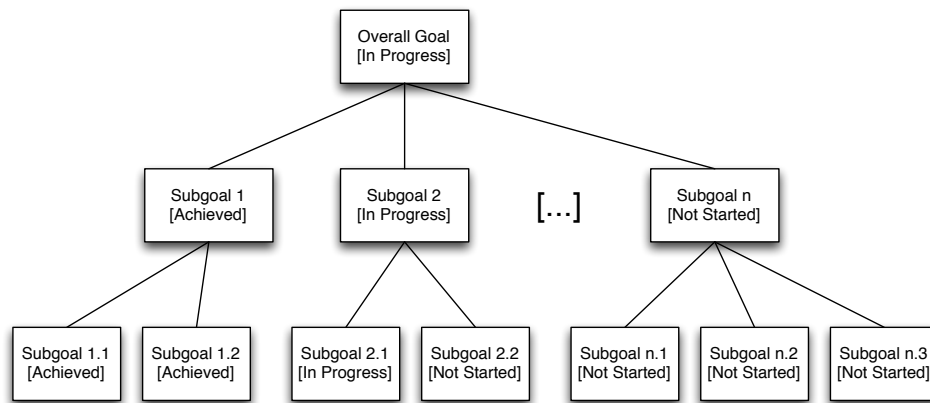 Overall Goal
[In Progress]
Subgoal 1
[Achieved]
Subgoal 2
[In Progress]
[...]
Subgoal n
[Not Started]
Subgoal 1.1
[Achieved]
Subgoal 1.2
[Achieved]
Subgoal 2.1
[In Progress]
Subgoal 2.2
[Not Started]
Subgoal n.1
[Not Started]
Subgoal n.2
[Not Started]
Subgoal n.3
[Not Started]